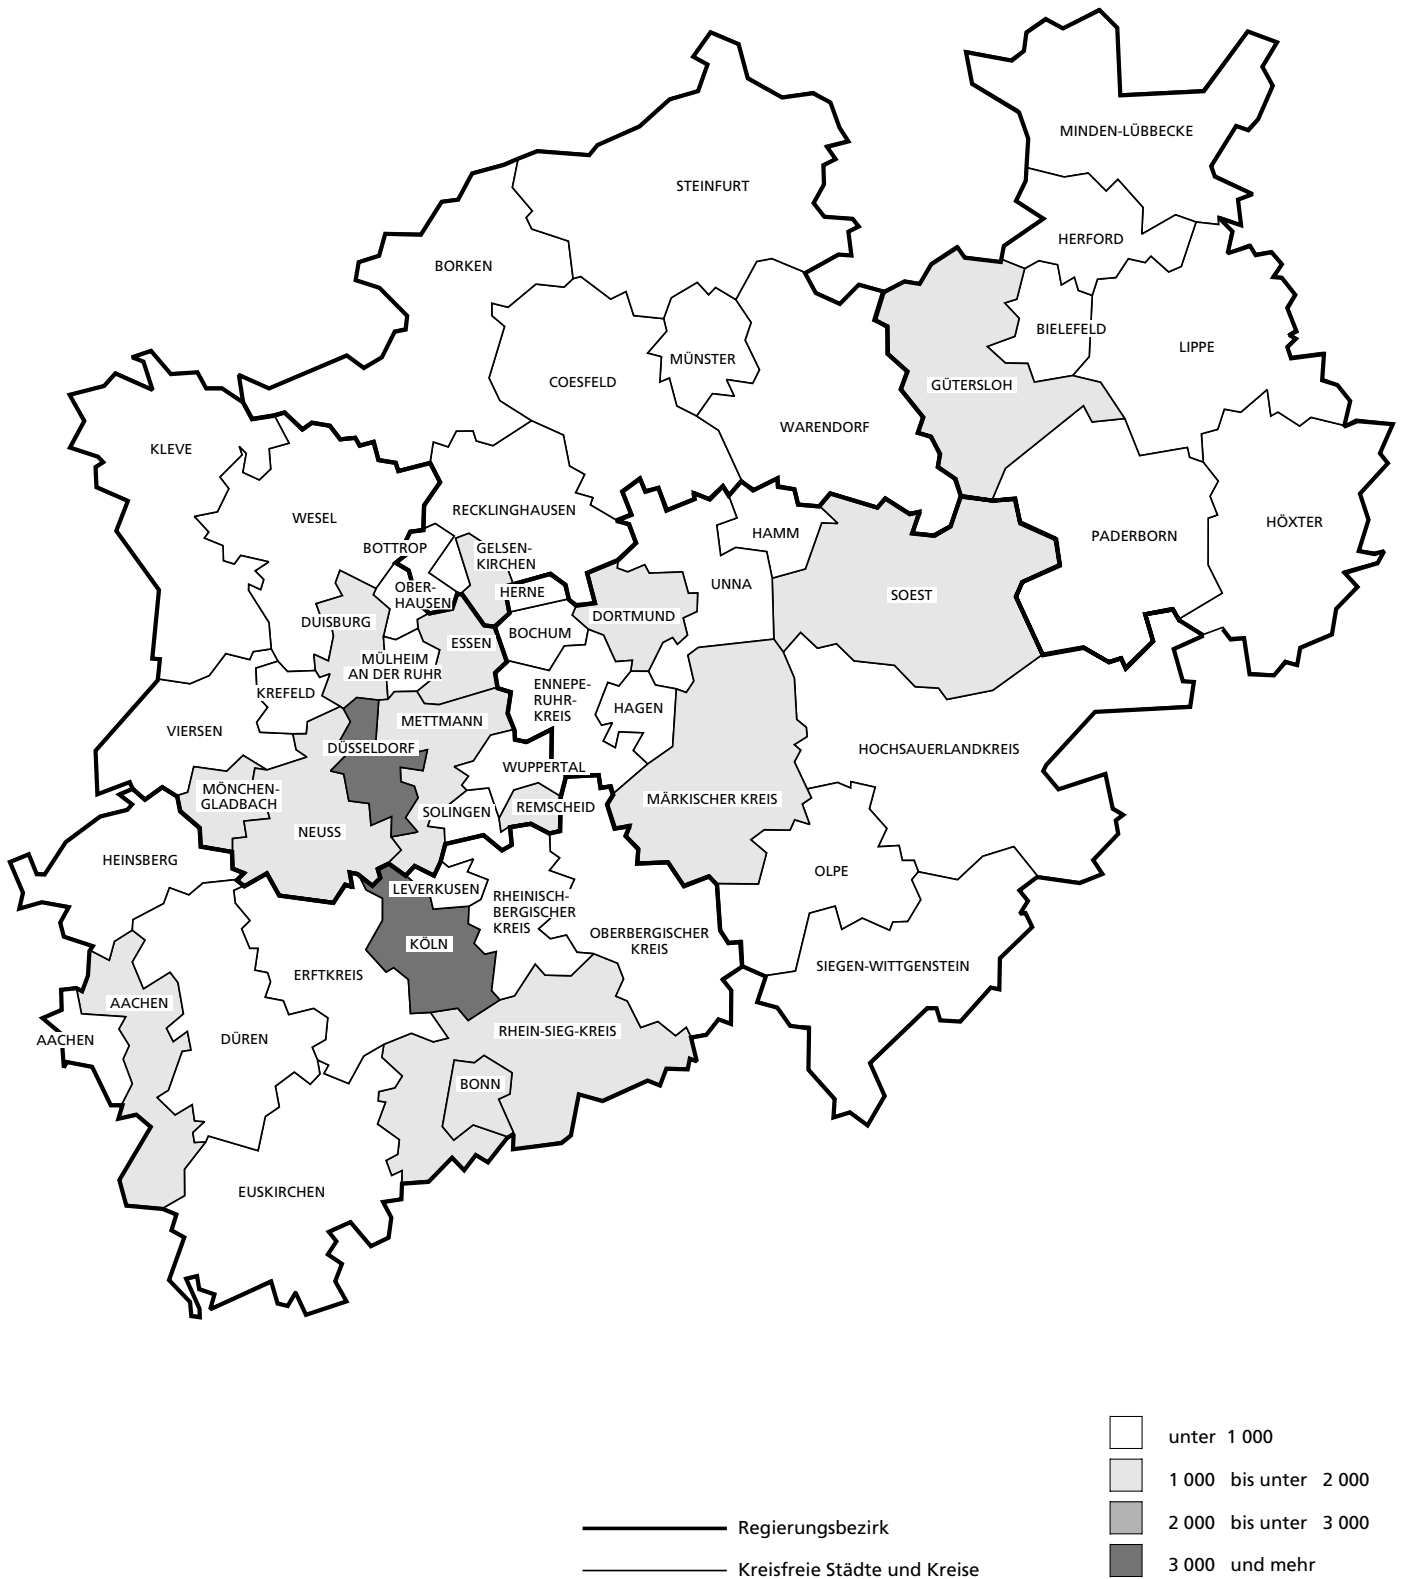 MINDEN-LÜBBECKE
STEINFURT
HERFORD
BORKEN
BIELEFELD
LIPPE
MÜNSTER
COESFELD
GÜTERSLOH
WARENDORF
KLEVE
RECKLINGHAUSEN
WESEL
HÖXTER
HAMM
PADERBORN
BOTTROP
GELSEN-
KIRCHEN
UNNA
OBER-
HAUSEN
HERNE
SOEST
DORTMUND
DUISBURG
BOCHUM
ESSEN
MÜLHEIM
AN DER RUHR
KREFELD
ENNEPE-
RUHR-
KREIS
HAGEN
METTMANN
VIERSEN
DÜSSELDORF
HOCHSAUERLANDKREIS
WUPPERTAL
MÖNCHEN-
GLADBACH
MÄRKISCHER KREIS
REMSCHEID
SOLINGEN
NEUSS
HEINSBERG
OLPE
LEVERKUSEN
RHEINISCH-
BERGISCHER
KREIS
OBERBERGISCHER
KREIS
KÖLN
SIEGEN-WITTGENSTEIN
ERFTKREIS
AACHEN
RHEIN-SIEG-KREIS
AACHEN
DÜREN
BONN
EUSKIRCHEN
unter 1 000
1 000 bis unter 2 000
2 000 bis unter 3 000
3 000 und mehr
Regierungsbezirk
Kreisfreie Städte und Kreise